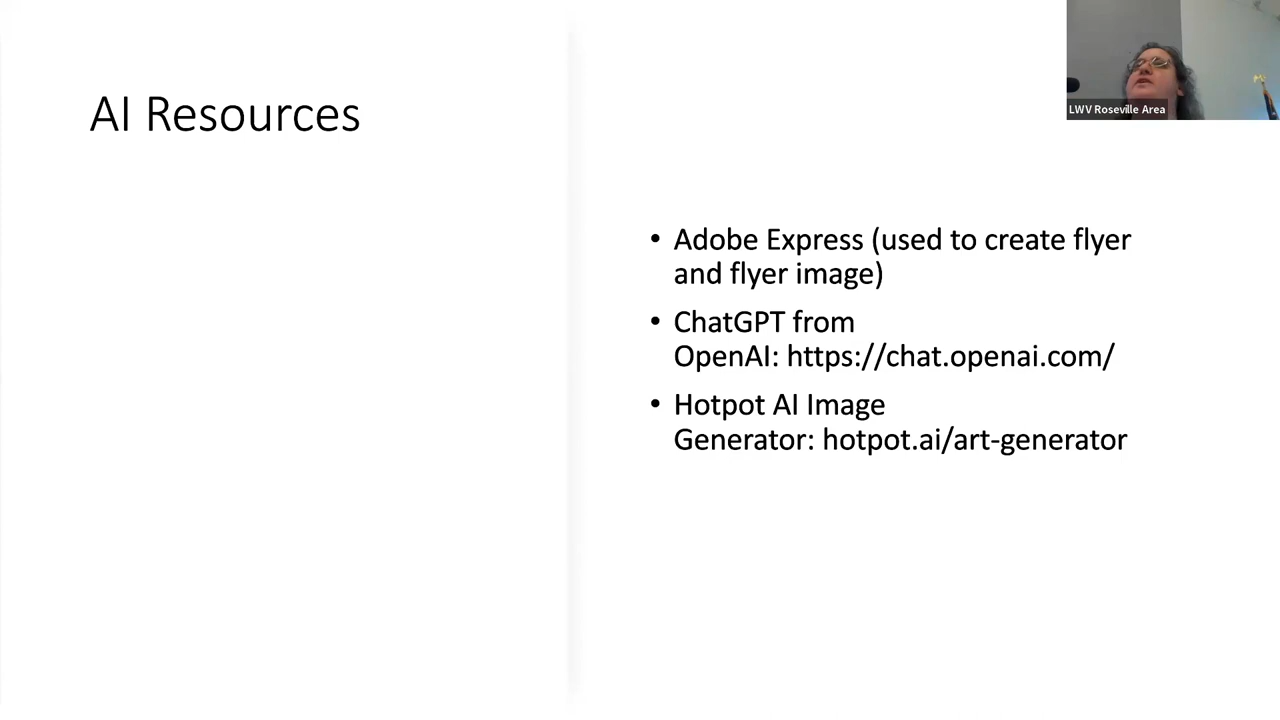 AI Resources
LWV Roseville Area
• Adobe Express (used to create flyer
and flyer image)
• ChatGPT from
OpenAI: https://chat.openai.com/
• Hotpot AI Image
Generator: hotpot.ai/art-generator